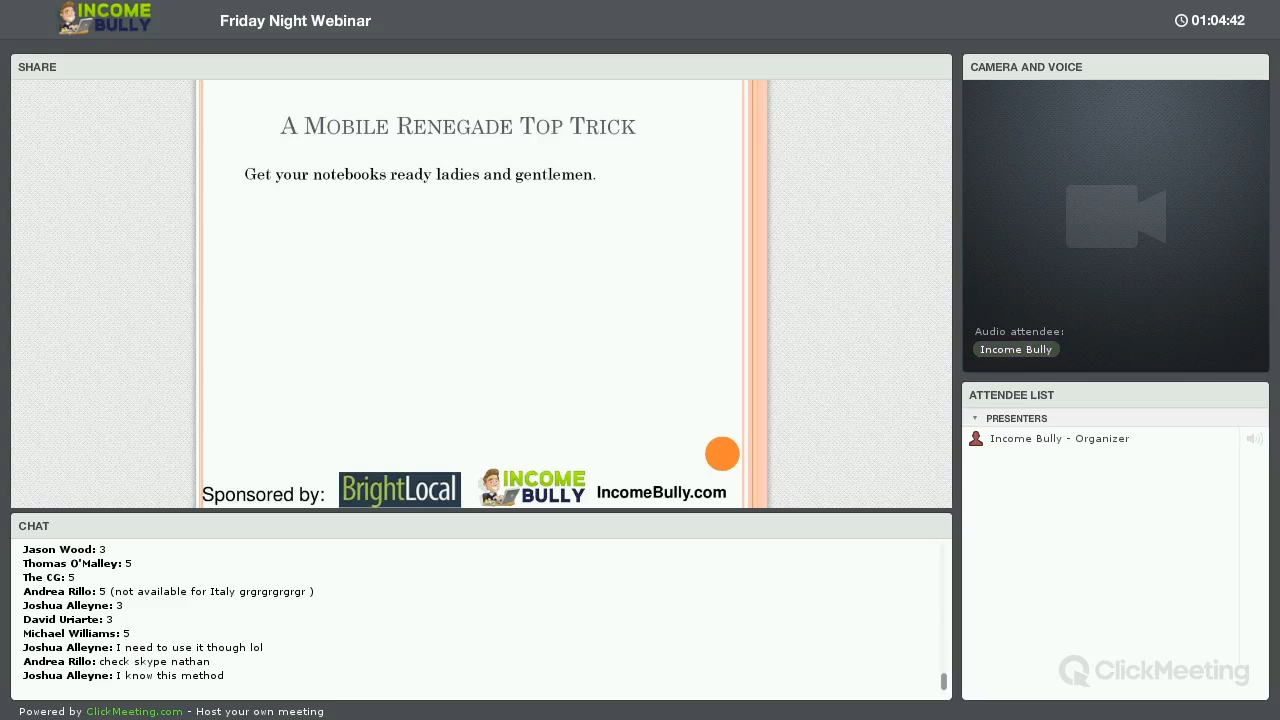 INCOME
BULLY
Friday Night Webinar
01:04:42
SHARE
A MOBILE RENEGADE TOP TRICK
Get your notebooks ready ladies and gentlemen.
Sponsored by:
BrightLocal
INCOME
BULLY
IncomeBully.com
CAMERA AND VOICE
Audio attendee:
Income Bully
ATTENDEE LIST
PRESENTERS
Income Bully - Organizer
ClickMeeting
CHAT
Jason Wood: 3
Thomas O'Malley: 5
The CG: 5
Andrea Rillo: 5 (not available for Italy grgrgrgrgrgr )
Joshua Alleyne: 3
David Uriarte: 3
Michael Williams: 5
Joshua Alleyne: I need to use it though lol
Andrea Rillo: check skype nathan
Joshua Alleyne: I know this method
Powered by ClickMeeting.com - Host your own meeting